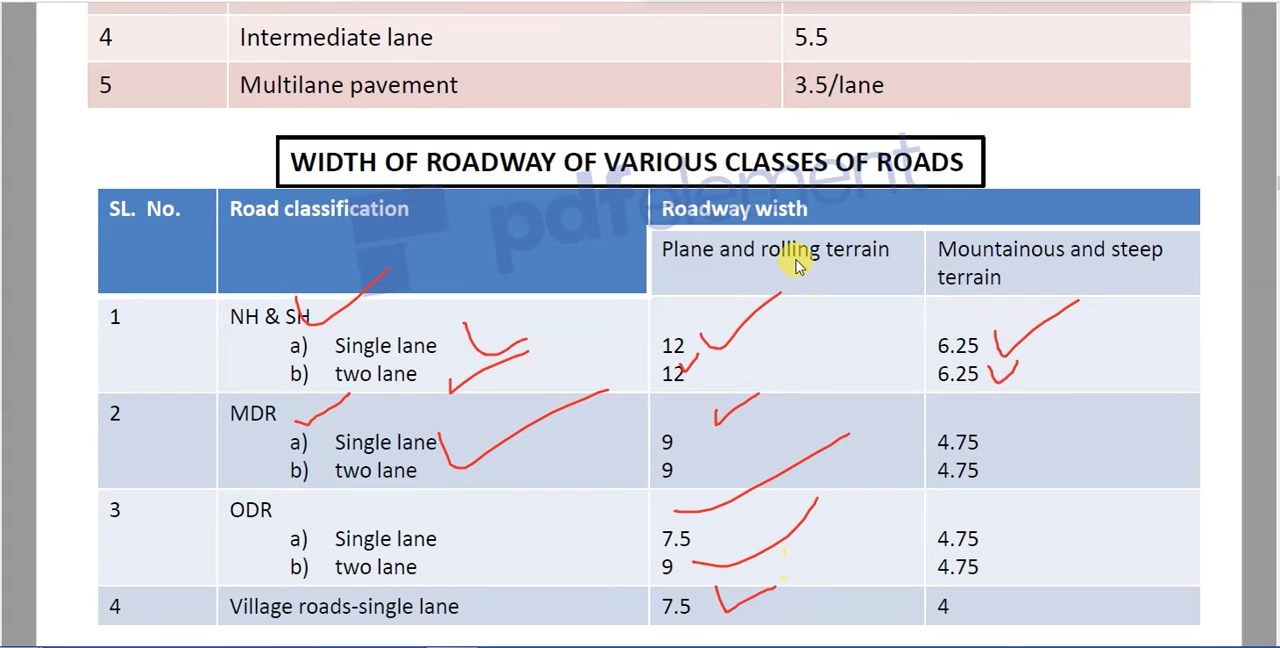 4 Intermediate lane 5.5
5 Multilane pavement 3.5/lane
WIDTH OF ROADWAY OF VARIOUS CLASSES OF ROADS
pdfelement
SL. No. Road classification Roadway wisth
Plane and rolling terrain Mountainous and steep
terrain
1 NH & SH
a) Single lane 12 6.25
b) two lane 12 6.25
2 MDR
a) Single lane 9 4.75
b) two lane 9 4.75
3 ODR
a) Single lane 7.5 4.75
b) two lane 9 4.75
4 Village roads-single lane 7.5 4